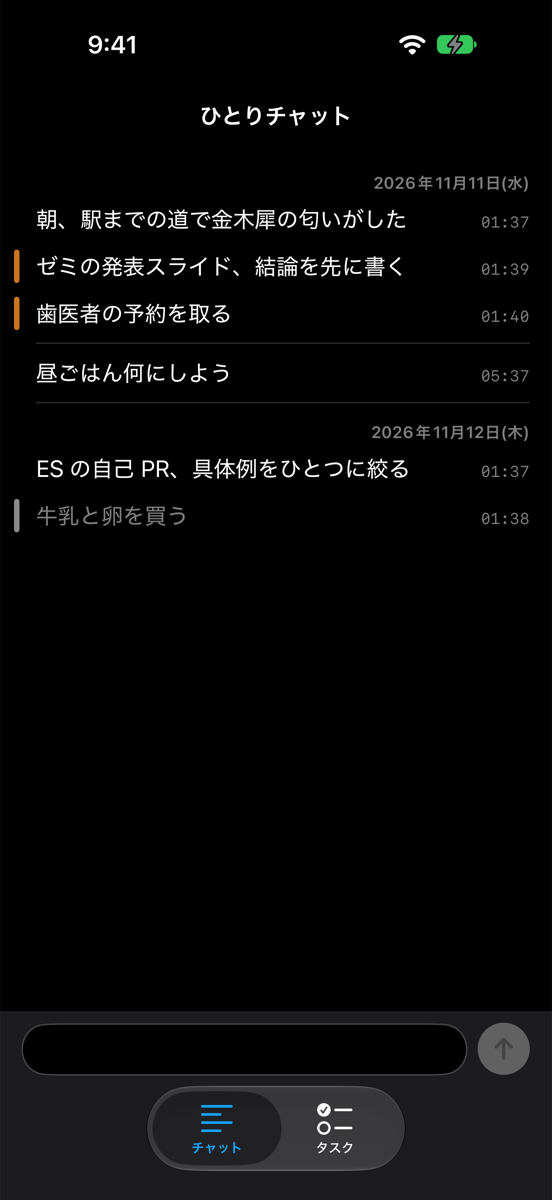 9:41
ひとりチャット
2026年11月11日(水)
朝、駅までの道で金木犀の匂いがした 01:37
ゼミの発表スライド、結論を先に書く 01:39
歯医者の予約を取る 01:40
昼ごはん何にしよう 05:37
2026年11月12日(木)
ES の自己 PR、具体例をひとつに絞る 01:37
牛乳と卵を買う 01:38
チャット タスク